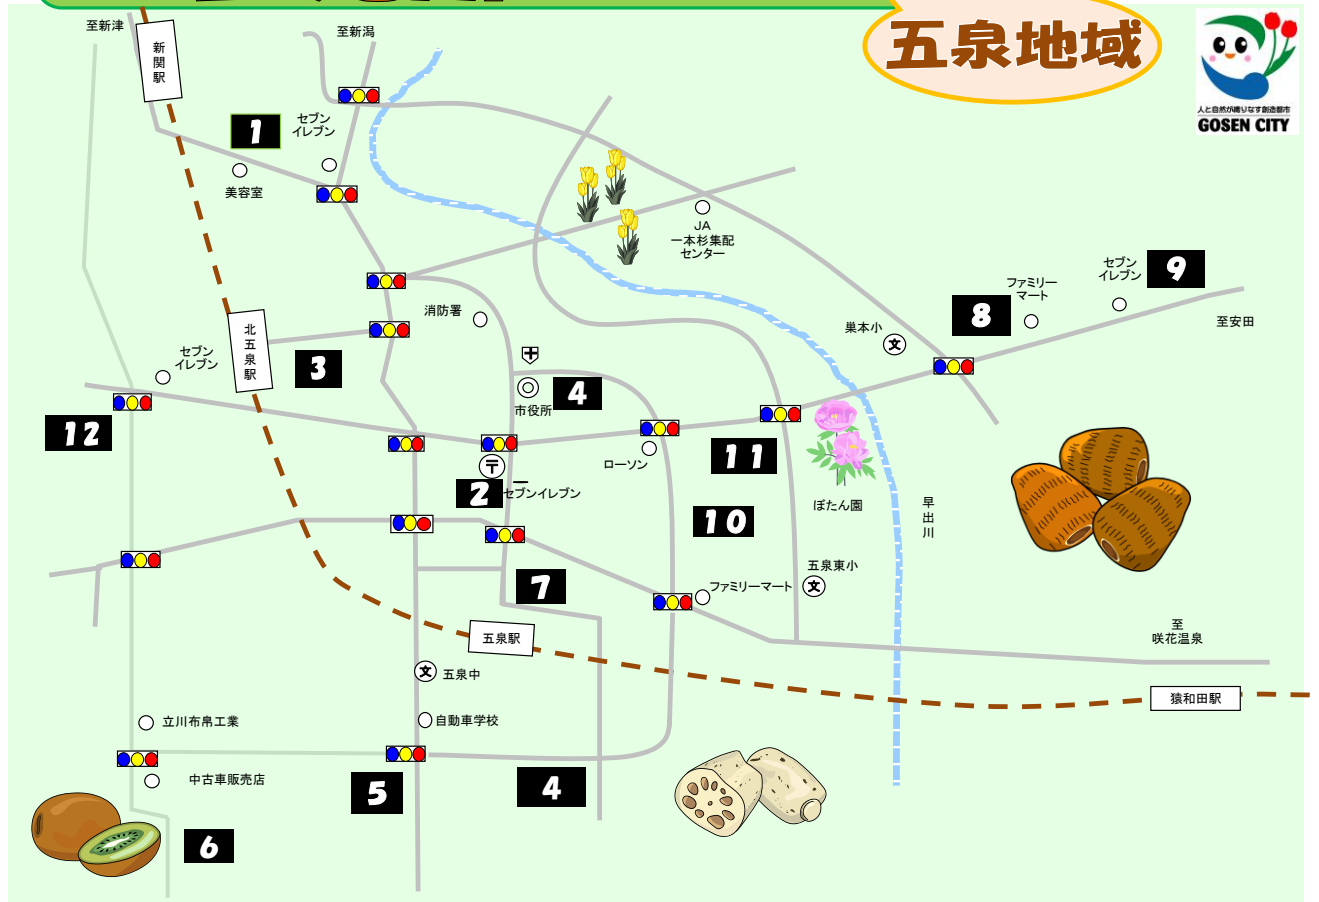 五泉地域
人と自然が織りなす創造都市
GOSEN CITY
至新津
新関駅
至新潟
1
セブン
イレブン
美容室
JA
一本杉集配
センター
消防署
北五泉駅
3
セブン
イレブン
12
市役所
4
2
セブンイレブン
ローソン
11
10
巣本小
8
ファミリー
マート
セブン
イレブン
9
至安田
ぼたん園
早出川
7
ファミリーマート
五泉東小
至
咲花温泉
五泉駅
猿和田駅
五泉中
自動車学校
立川布帛工業
中古車販売店
5
4
6